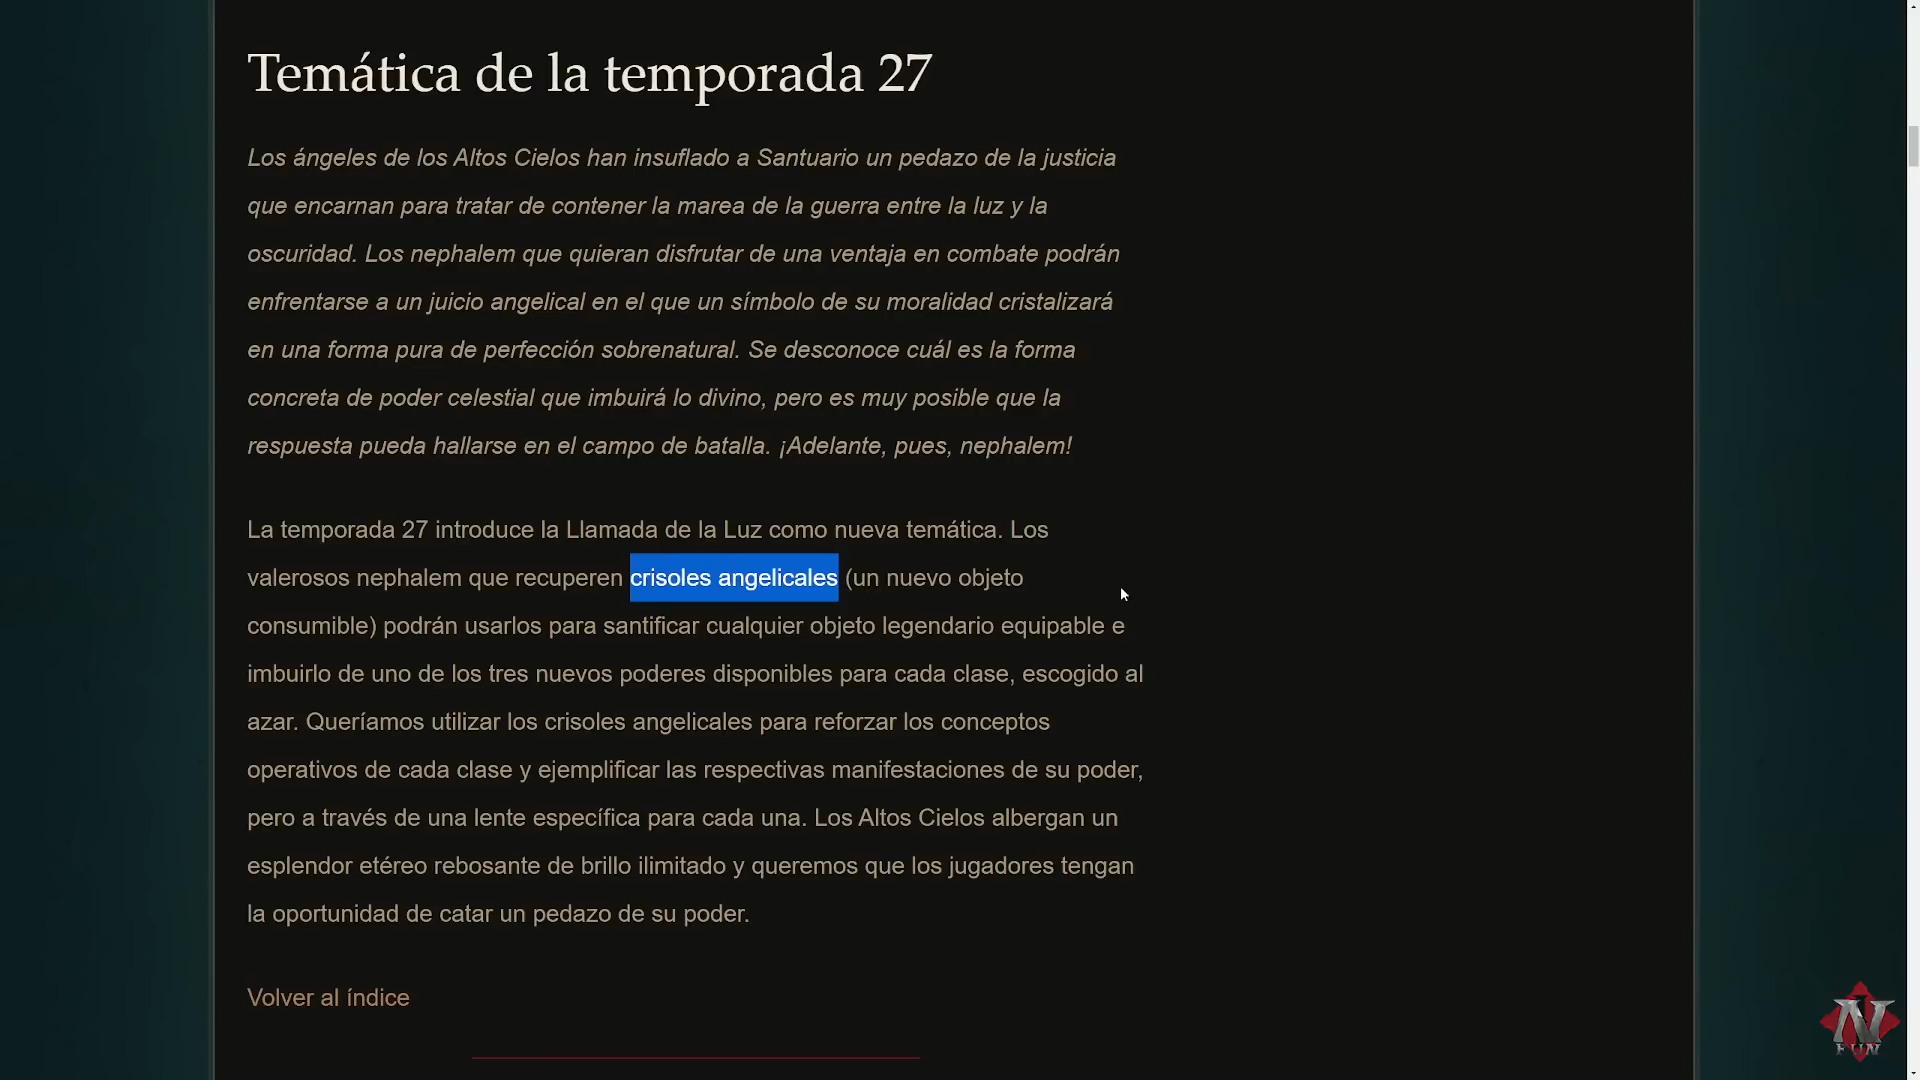 Temática de la temporada 27
Los ángeles de los Altos Cielos han insuflado a Santuario un pedazo de la justicia
que encarnan para tratar de contener la marea de la guerra entre la luz y la
oscuridad. Los nephalem que quieran disfrutar de una ventaja en combate podrán
enfrentarse a un juicio angelical en el que un símbolo de su moralidad cristalizará
en una forma pura de perfección sobrenatural. Se desconoce cuál es la forma
concreta de poder celestial que imbuirá lo divino, pero es muy posible que la
respuesta pueda hallarse en el campo de batalla. ¡Adelante, pues, nephalem!
La temporada 27 introduce la Llamada de la Luz como nueva temática. Los
valerosos nephalem que recuperen crisoles angelicales (un nuevo objeto
consumible) podrán usarlos para santificar cualquier objeto legendario equipable e
imbuirlo de uno de los tres nuevos poderes disponibles para cada clase, escogido al
azar. Queríamos utilizar los crisoles angelicales para reforzar los conceptos
operativos de cada clase y ejemplificar las respectivas manifestaciones de su poder,
pero a través de una lente específica para cada una. Los Altos Cielos albergan un
esplendor etéreo rebosante de brillo ilimitado y queremos que los jugadores tengan
la oportunidad de catar un pedazo de su poder.
Volver al índice
N
FUN